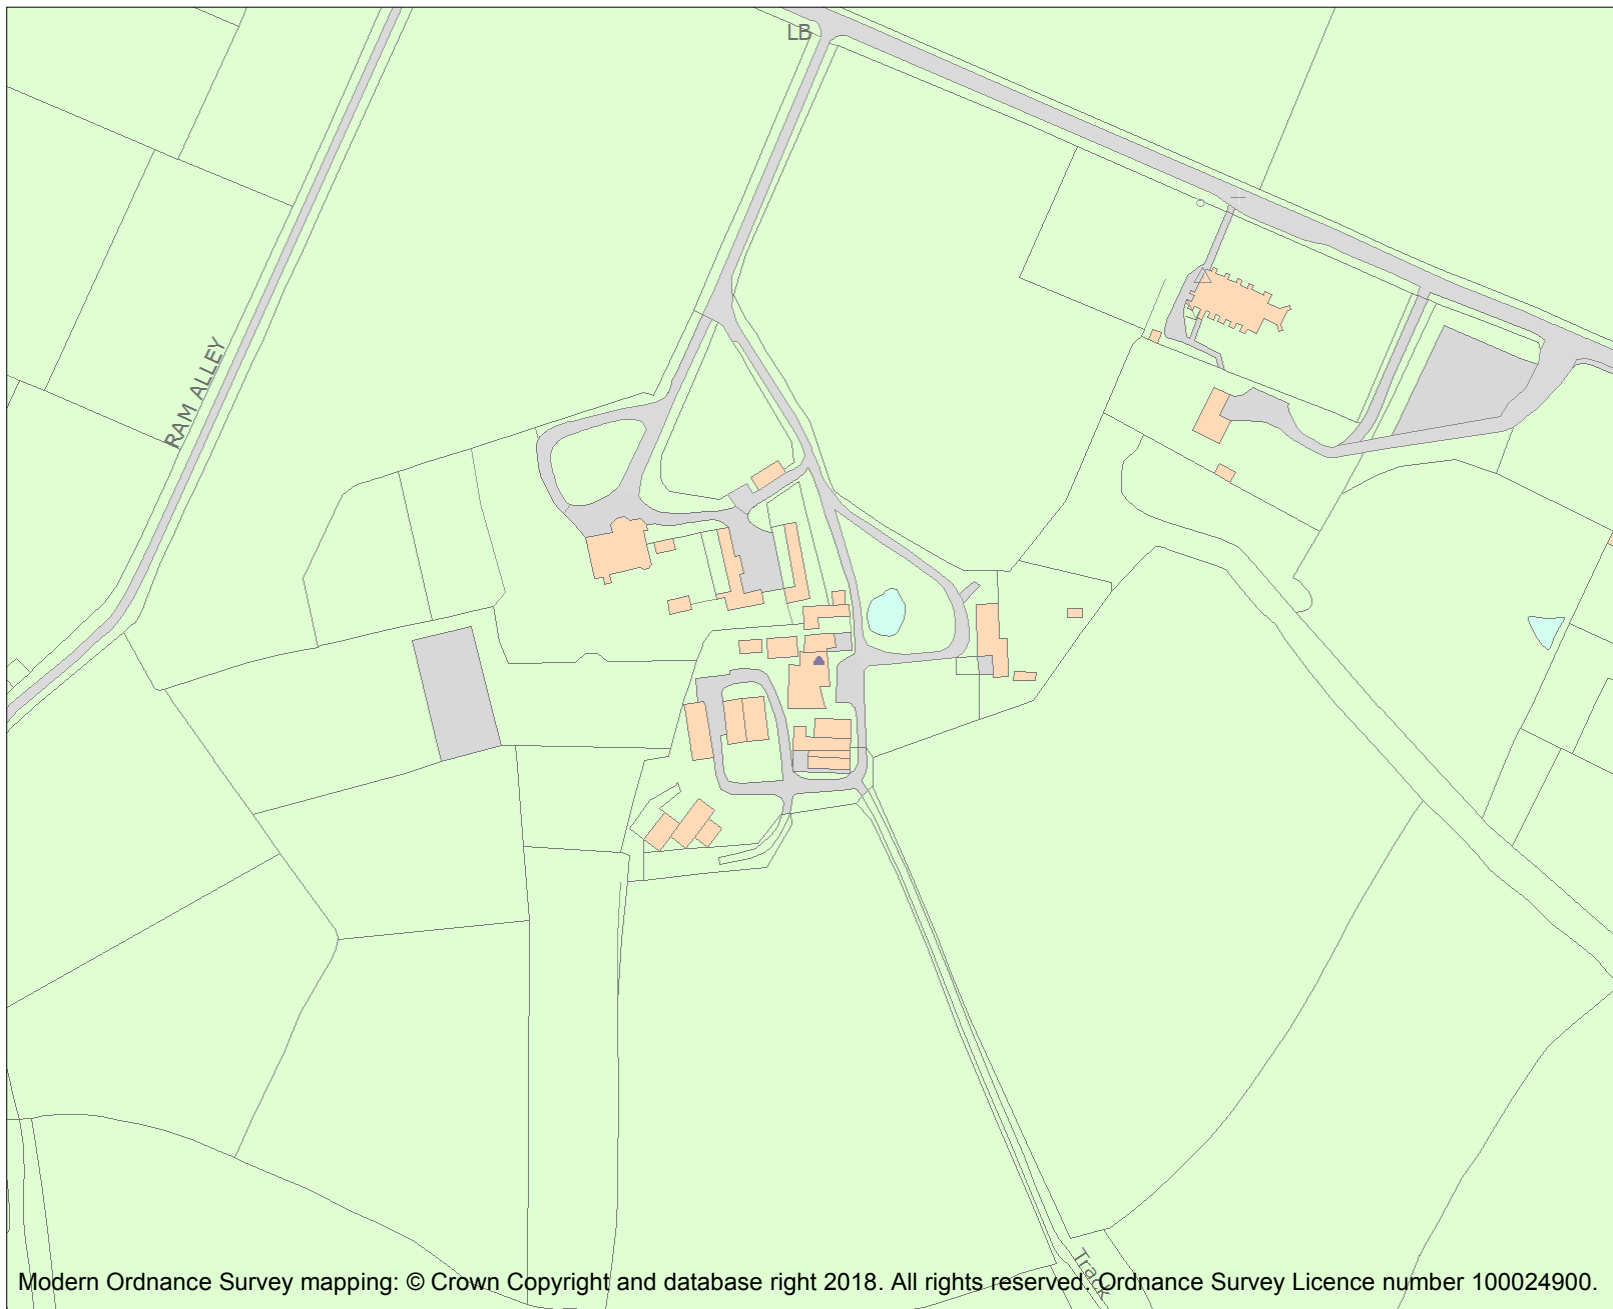 LB
RAM ALLEY
Track
Modern Ordnance Survey mapping: © Crown Copyright and database right 2018. All rights reserved. Ordnance Survey Licence number 100024900.